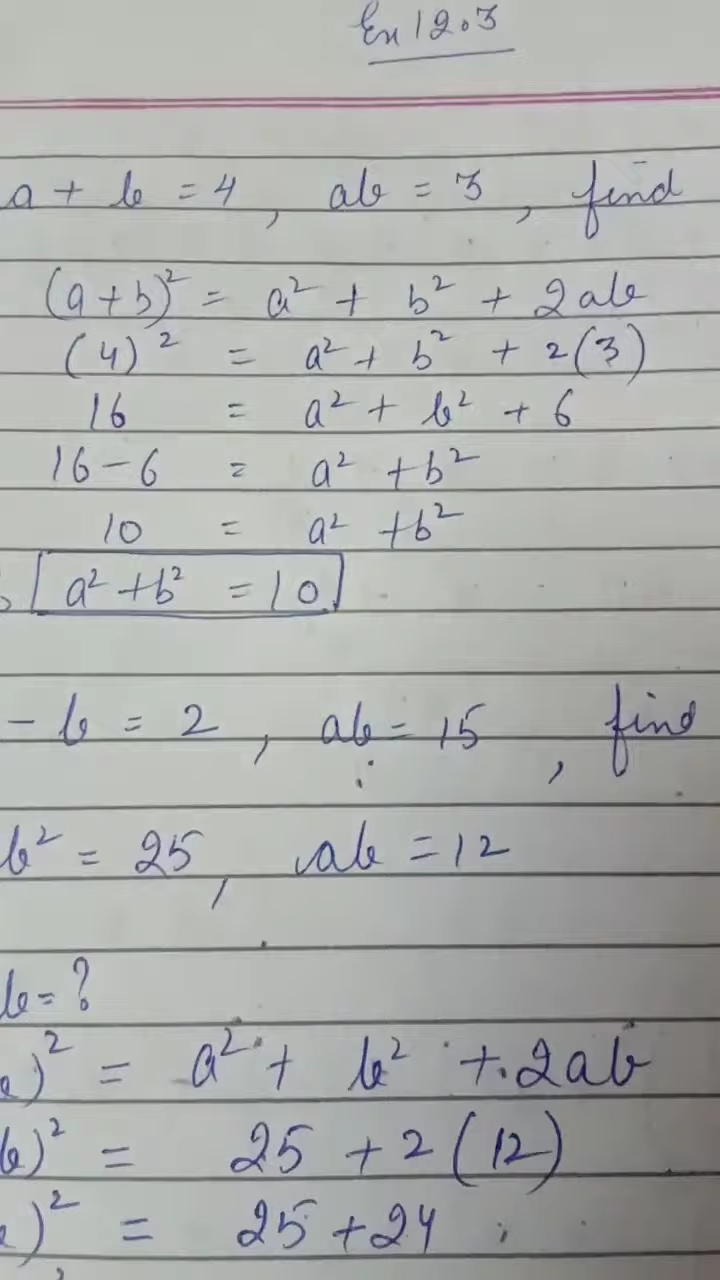 Ex 12.3
a + b = 4, ab = 3, find
(a + b)² = a² + b² + 2ab
(4)² = a² + b² + 2(3)
16 = a² + b² + 6
16 - 6 = a² + b²
10 = a² + b²
a² + b² = 10
- b = 2, ab = 15, find
b² = 25, ab = 12
b = ?
)² = a² + b² + 2ab
b)² = 25 + 2(12)
)² = 25 + 24